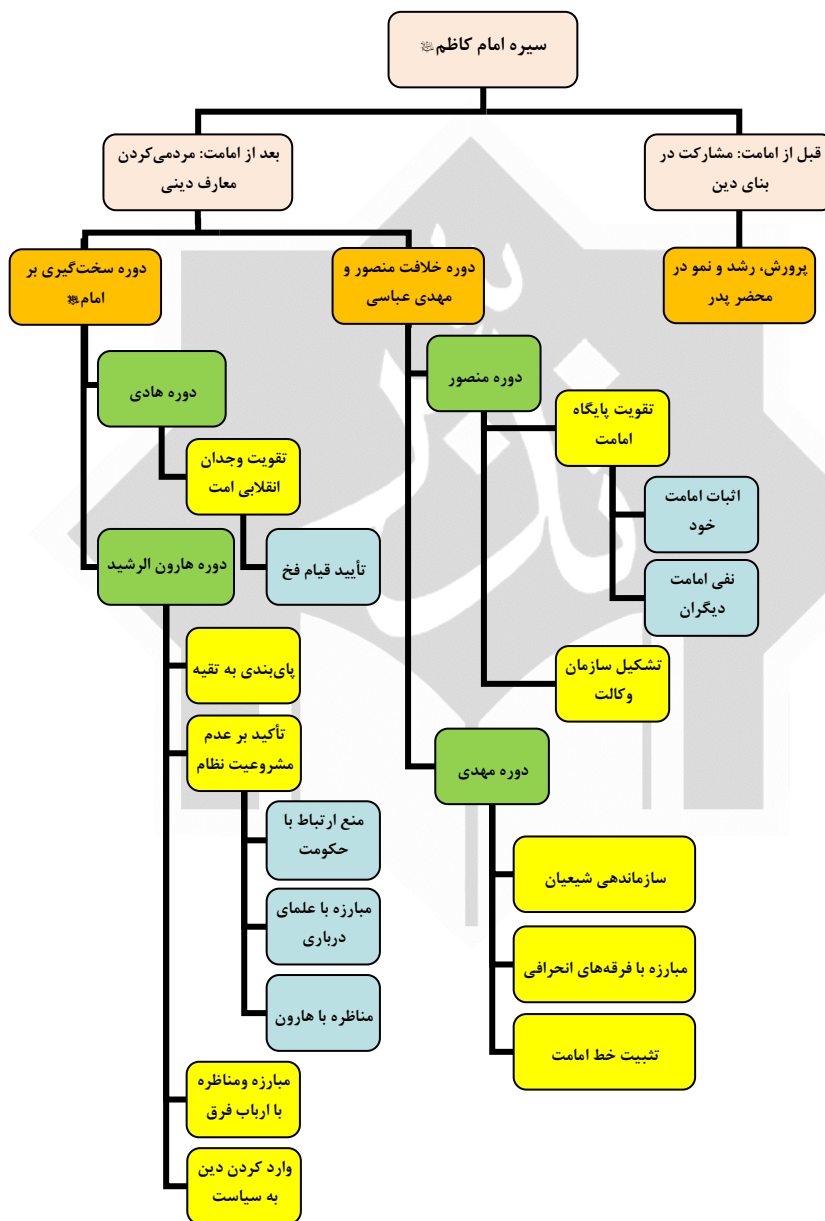 سیره امام کاظم﷣
قبل از امامت: مشارکت در
بنای دین
پرورش، رشد و نمو در
محضر پدر
بعد از امامت: مردمی‌کردن
معارف دینی
دوره خلافت منصور و
مهدی عباسی
دوره منصور
تقویت پایگاه
امامت
اثبات امامت
خود
نفی امامت
دیگران
تشکیل سازمان
وکالت
دوره مهدی
سازماندهی شیعیان
مبارزه با فرقه‌های انحرافی
تثبیت خط امامت
دوره سخت‌گیری بر
امام
دوره هادی
تقویت وجدان
انقلابی امت
تأیید قیام فخ
دوره هارون الرشید
پای‌بندی به تقیه
تأکید بر عدم
مشروعیت نظام
منع ارتباط با
حکومت
مبارزه با علمای
درباری
مناظره با هارون
مبارزه ومناظره
با ارباب فرق
وارد کردن دین
به سیاست